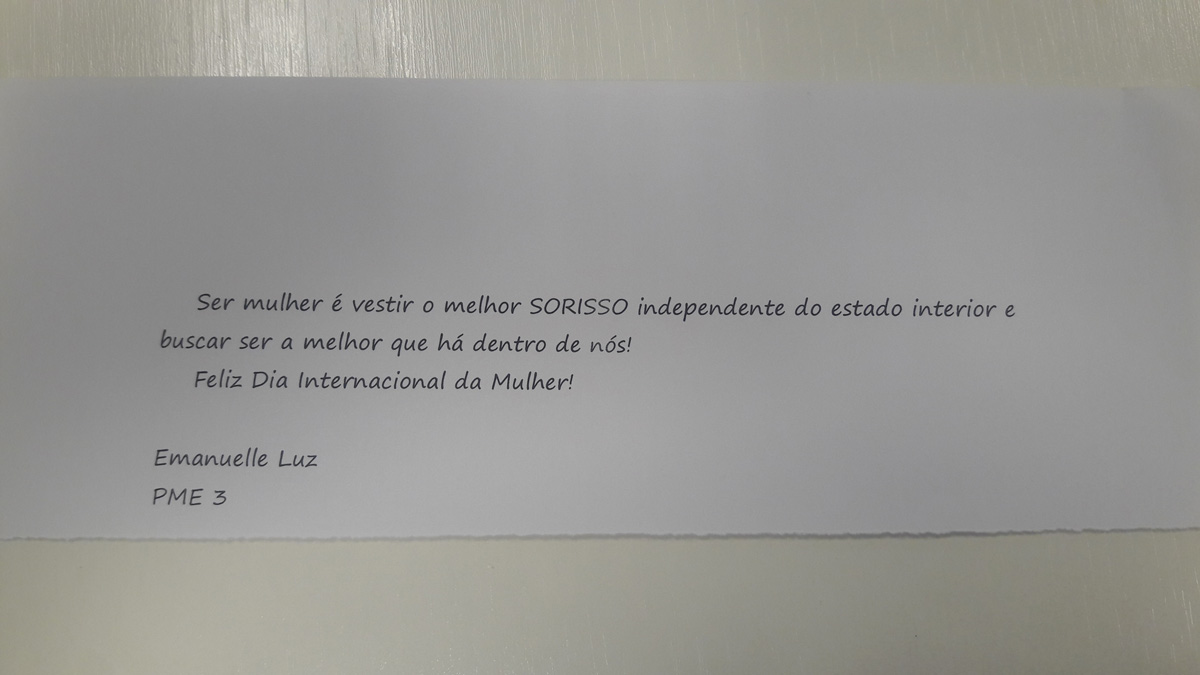 Ser mulher é vestir o melhor SORISSO independente do estado interior e
buscar ser a melhor que há dentro de nós!
Feliz Dia Internacional da Mulher!
Emanuelle Luz
PME 3